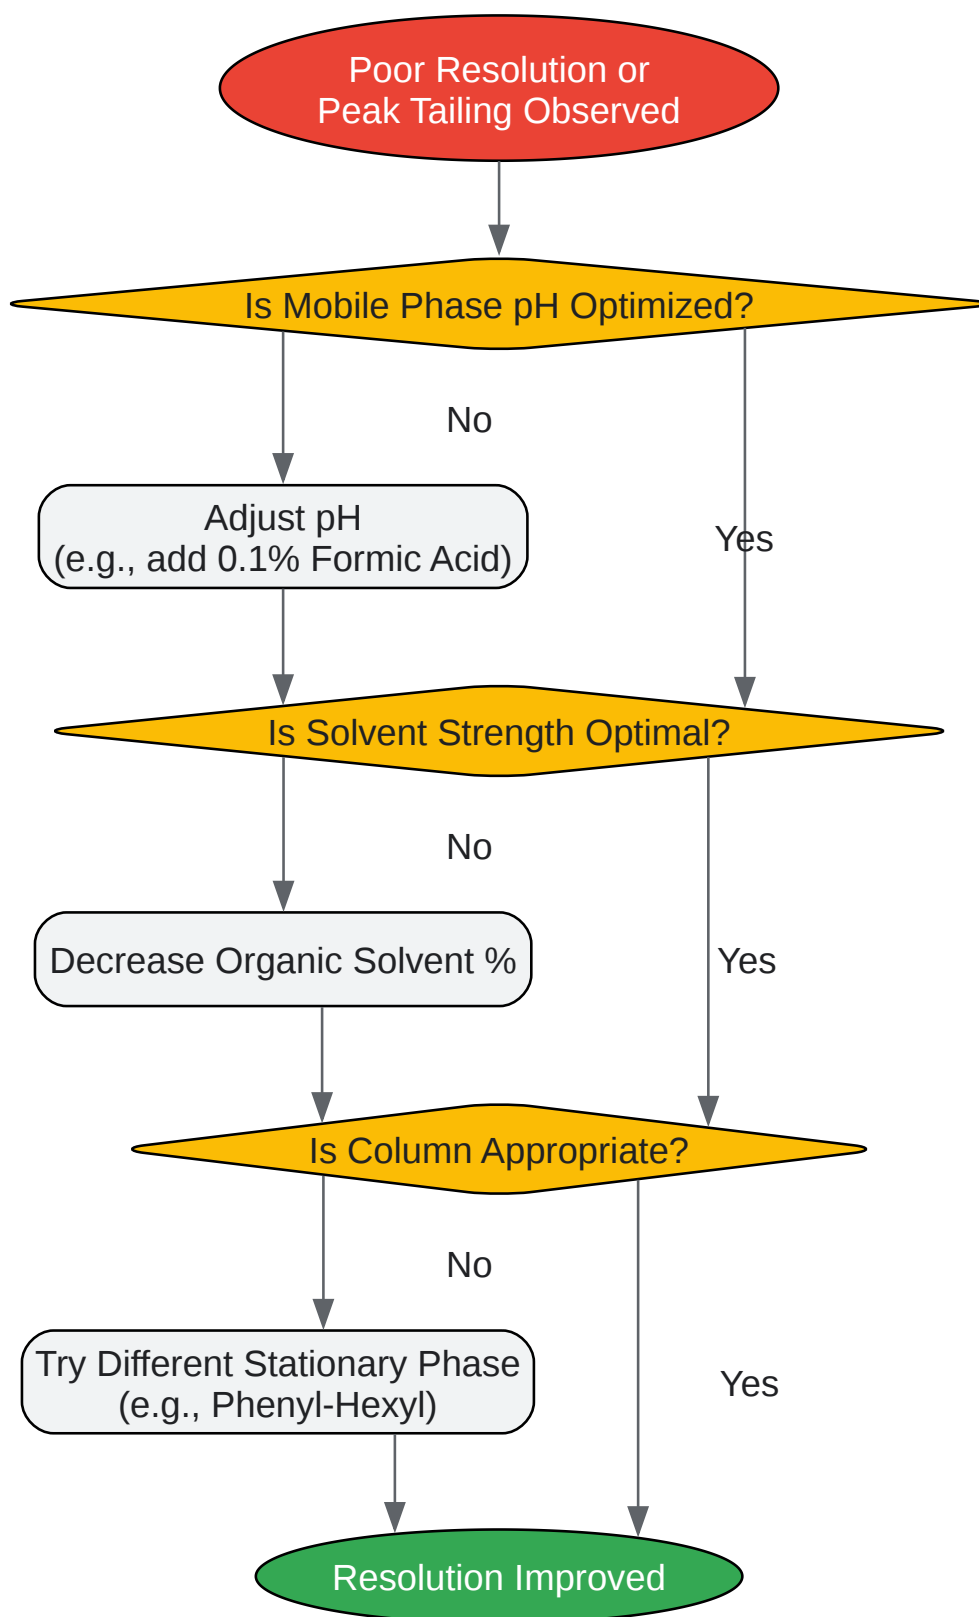 Poor Resolution or
Peak Tailing Observed
Is Mobile Phase pH Optimized?
No
Adjust pH
(e.g., add 0.1% Formic Acid)
Yes
Is Solvent Strength Optimal?
No
Decrease Organic Solvent %
Yes
Is Column Appropriate?
No
Try Different Stationary Phase
(e.g., Phenyl-Hexyl)
Yes
Resolution Improved